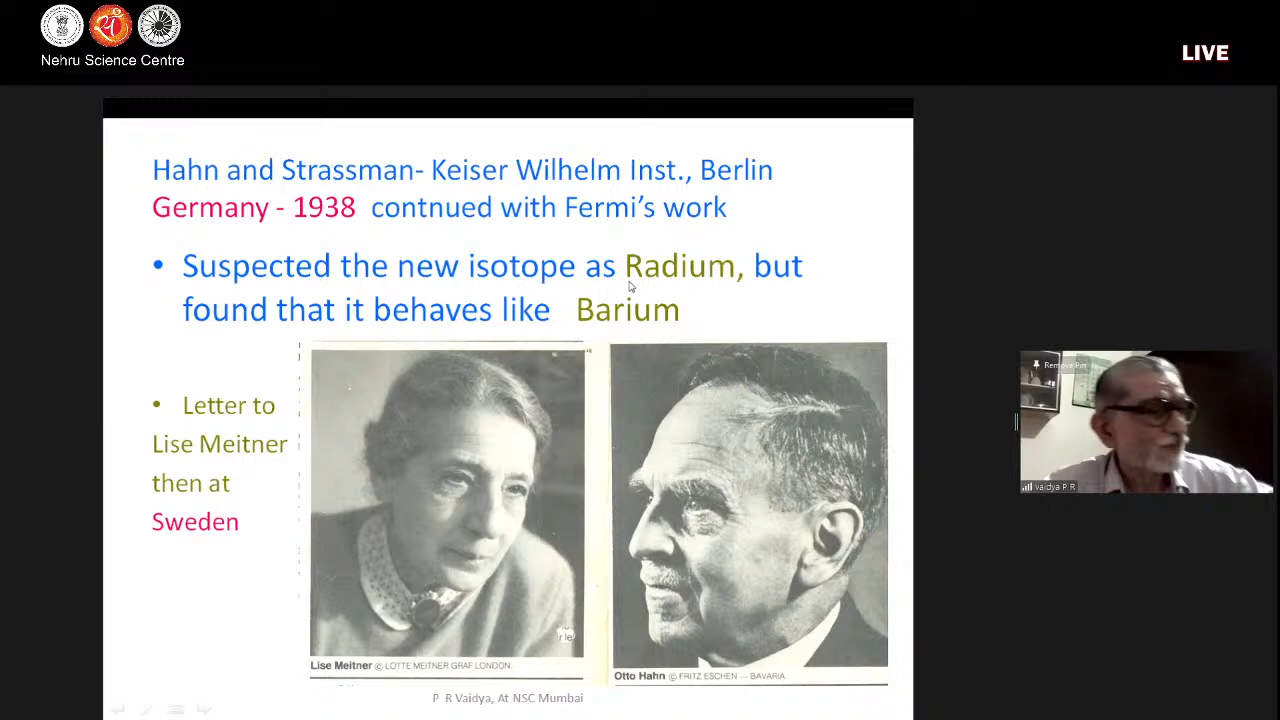 Nehru Science Centre
LIVE
Hahn and Strassman- Keiser Wilhelm Inst., Berlin
Germany - 1938 contnued with Fermi's work
• Suspected the new isotope as Radium, but
found that it behaves like Barium
• Letter to
Lise Meitner
then at
Sweden
Lise Meitner © LOTTE MEITNER GRAF LONDON.
Otto Hahn © FRITZ ESCHEN — BAVARIA.
P R Vaidya, At NSC Mumbai
Remove Pin
vaidya P R